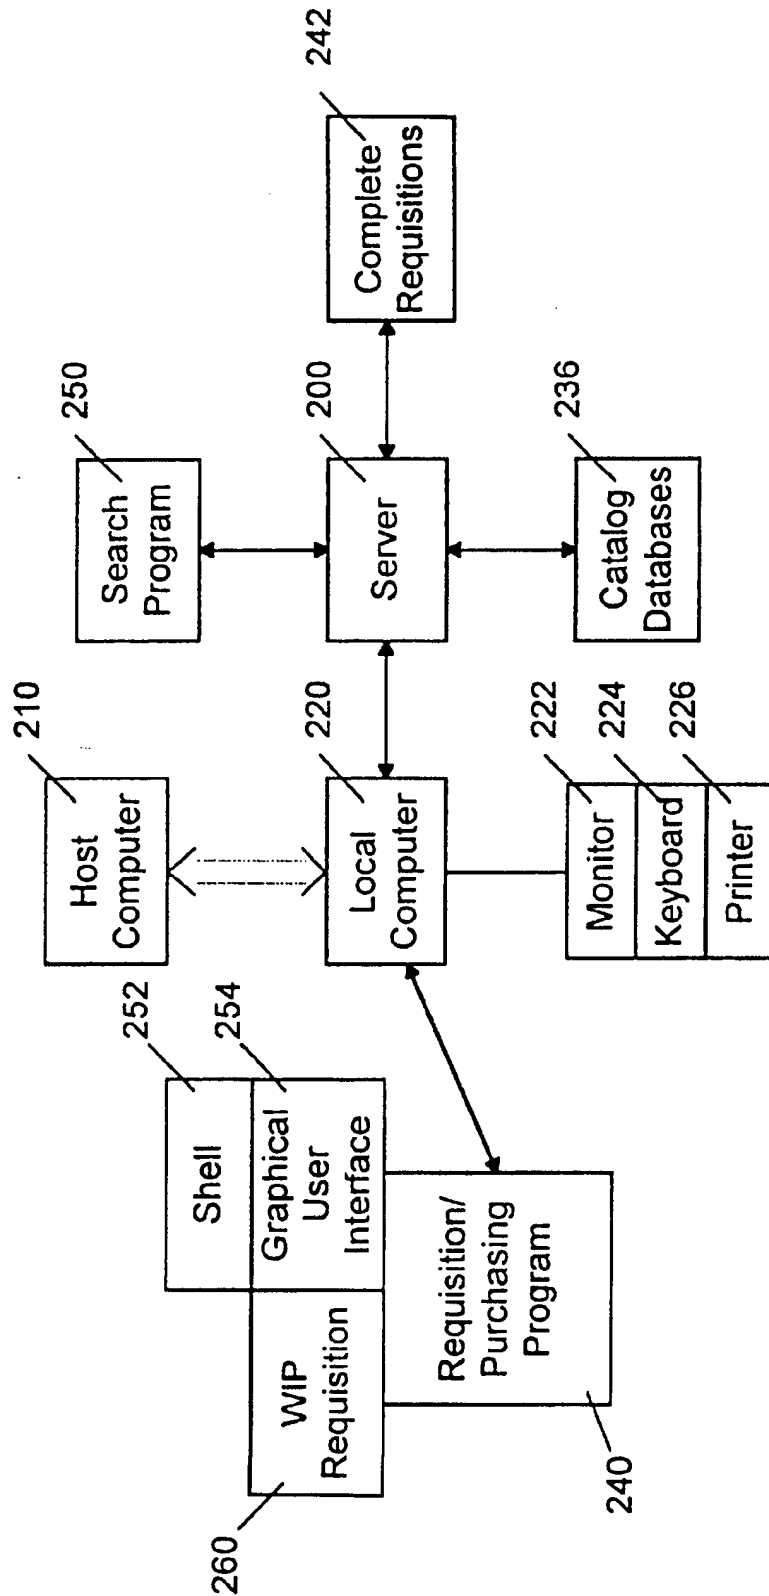 252
Shell
254
Graphical
User
Interface
WIP
Requisition
260
Requisition/
Purchasing
Program
240
210
Host
Computer
220
Local
Computer
222
Monitor
224
Keyboard
226
Printer
250
Search
Program
200
Server
236
Catalog
Databases
242
Complete
Requisitions